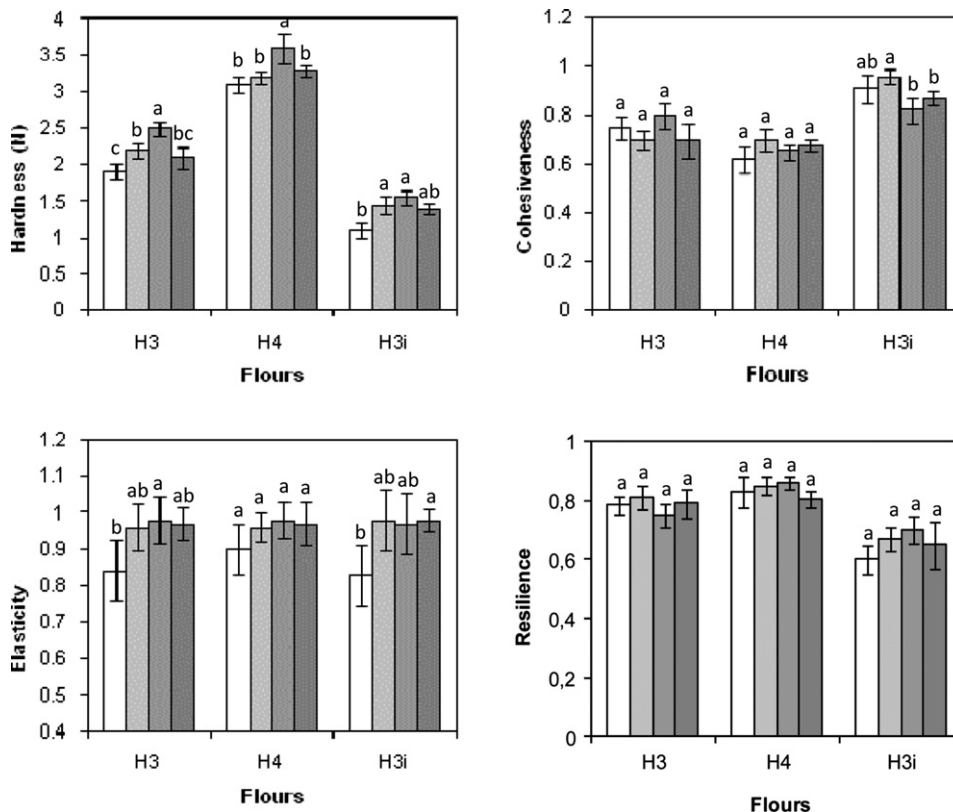 4
3.5
3
2.5
2
1.5
1
0.5
0
Hardness (N)
c b a bc
b b a b
b a a ab
H3 H4 H3i
Flours
1.2
1
0.8
0.6
0.4
0.2
0
Cohesiveness
a a a a
a a a a
ab a b b
H3 H4 H3i
Flours
1.2
1.1
1
0.9
0.8
0.7
0.6
0.5
0.4
Elasticity
b ab a ab
a a a a
b ab ab a
H3 H4 H3i
Flours
1
0,8
0,6
0,4
0,2
0
Resilience
a a a a
a a a a
a a a a
H3 H4 H3i
Flours